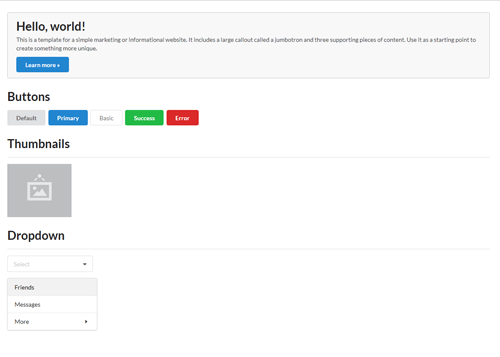 Hello, world!
This is a template for a simple marketing or informational website. It includes a large callout called a jumbotron and three supporting pieces of content. Use it as a starting point to
create something more unique.
Learn more »
Buttons
Default Primary Basic Success Error
Thumbnails
Dropdown
Select
Friends
Messages
More